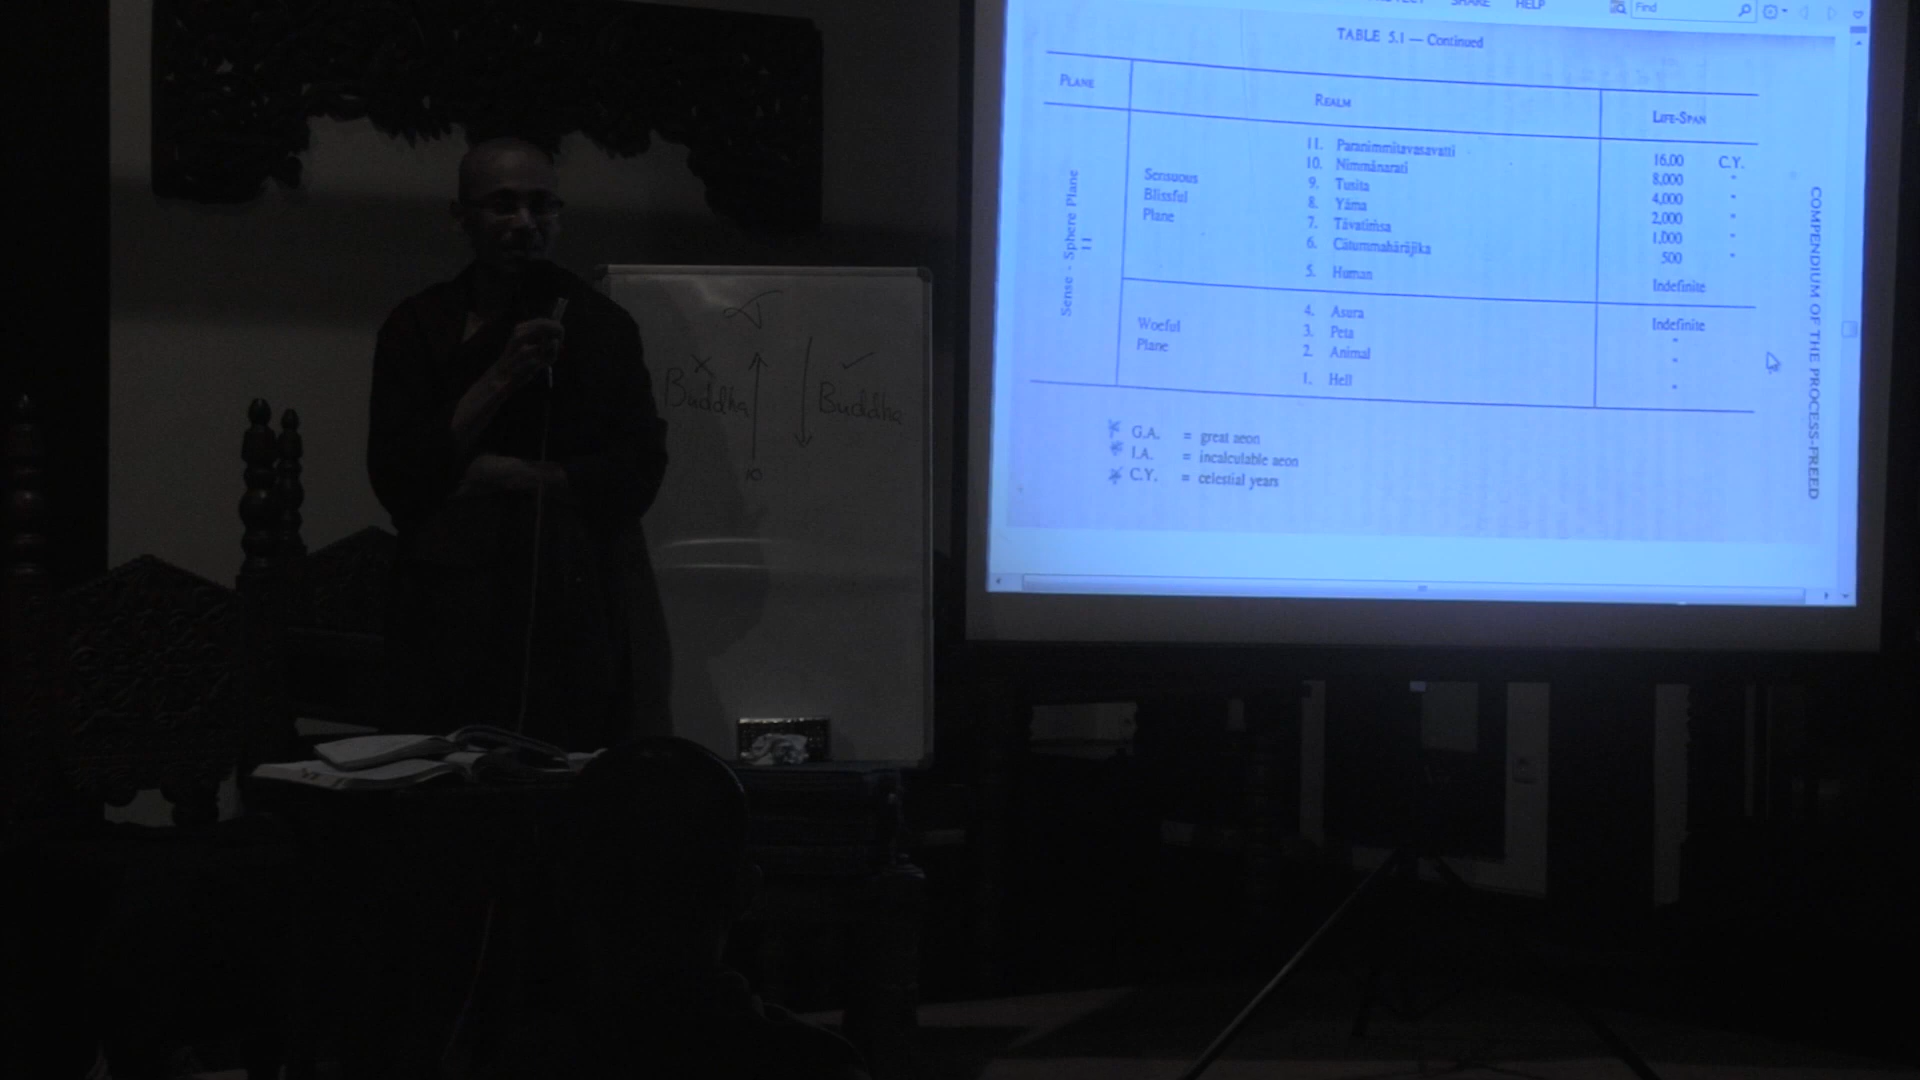 SHARE HELP Find
TABLE 5.1 — Continued
PLANE REALM LIFE-SPAN
Sense - Sphere Plane
11
Sensuous
Blissful
Plane
11. Paranimmitavasavatti 16,00 C.Y.
10. Nimmānarati 8,000 "
9. Tusita 4,000 "
8. Yāma 2,000 "
7. Tāvatimsa 1,000 "
6. Cātummahārājika 500 "
5. Human Indefinite
Woeful
Plane
4. Asura Indefinite
3. Peta "
2. Animal "
1. Hell "
G.A. = great aeon
I.A. = incalculable aeon
C.Y. = celestial years
COMPENDIUM OF THE PROCESS-FREED
Buddha Buddha
10